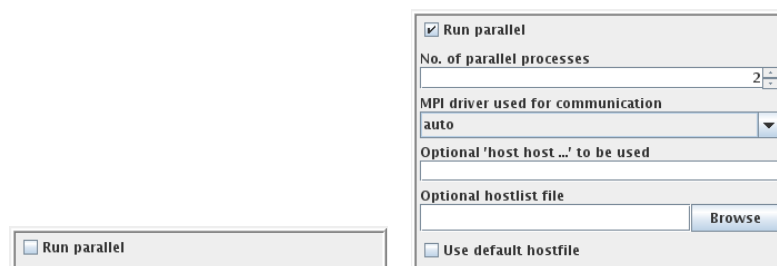 Run parallel
No. of parallel processes
2
MPI driver used for communication
auto
Optional 'host host ...' to be used
Optional hostlist file
Browse
Use default hostfile
Run parallel